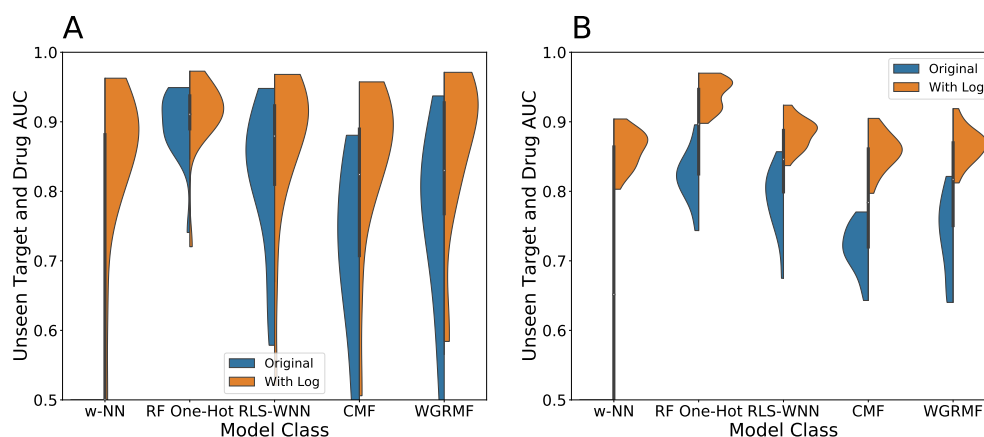 A
Unseen Target and Drug AUC
1.0
0.9
0.8
0.7
0.6
0.5
Original
With Log
w-NN RF One-Hot RLS-WNN CMF WGRMF
Model Class
B
Unseen Target and Drug AUC
1.0
0.9
0.8
0.7
0.6
0.5
Original
With Log
w-NN RF One-Hot RLS-WNN CMF WGRMF
Model Class